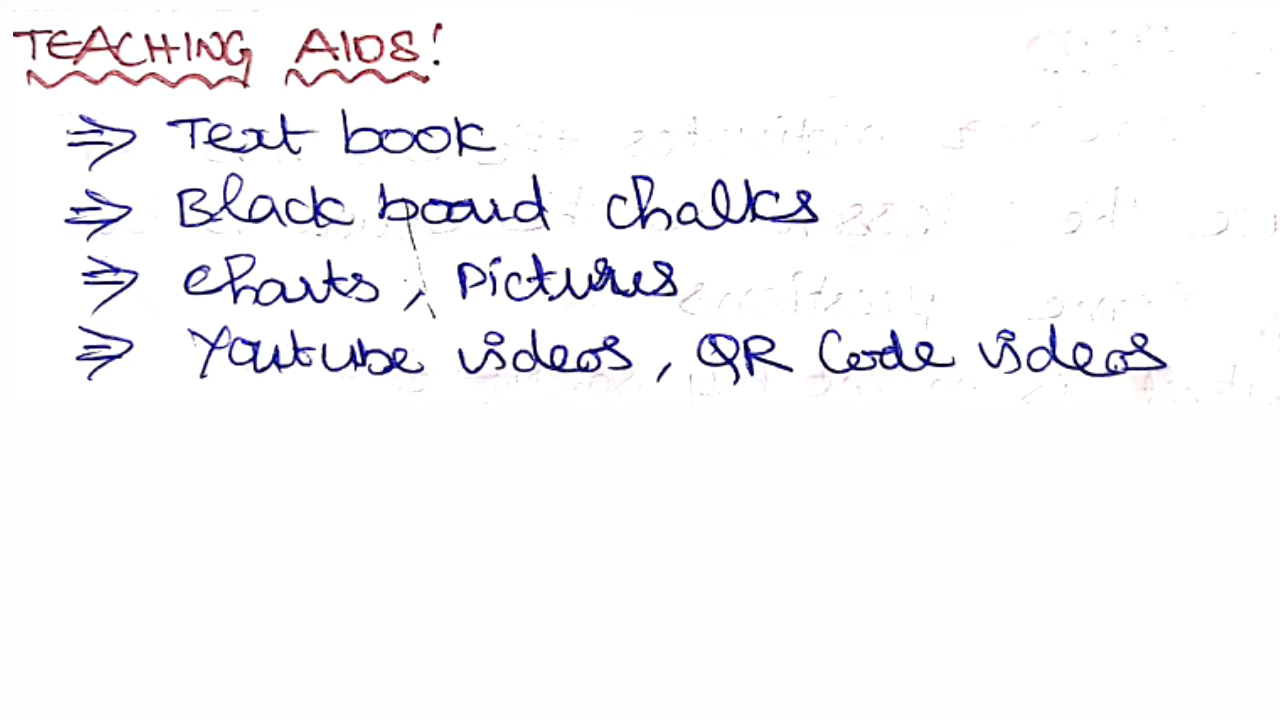 TEACHING AIDS!
⇒ Text book
⇒ Black board chalks
⇒ Charts, Pictures
⇒ Youtube videos, QR Code videos